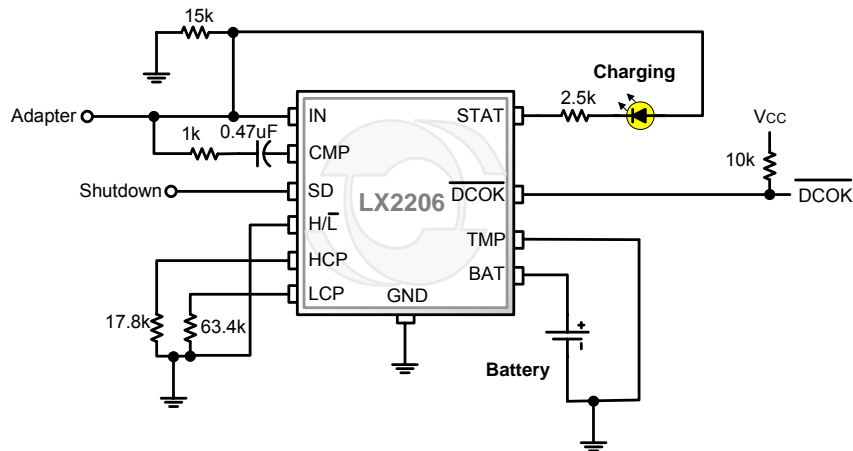 15k
Charging
Adapter
IN
STAT
2.5k
VCC
1k
0.47uF
CMP
10k
Shutdown
SD
LX2206
DCOK
DCOK
H/L
TMP
HCP
BAT
LCP
GND
17.8k
63.4k
+
-
Battery